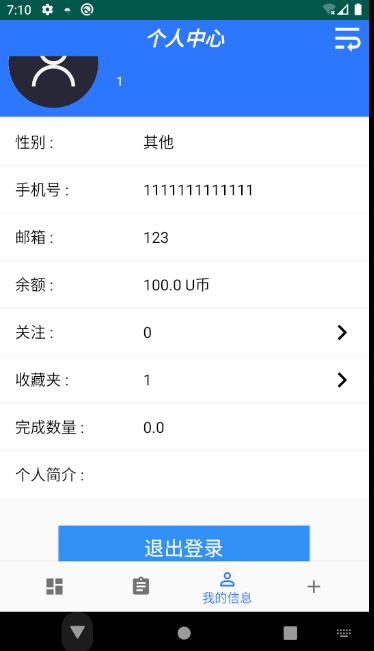 7:10
个人中心
1
性别 : 其他
手机号 : 1111111111111
邮箱 : 123
余额 : 100.0 U币
关注 : 0
收藏夹 : 1
完成数量 : 0.0
个人简介 :
退出登录
我的信息